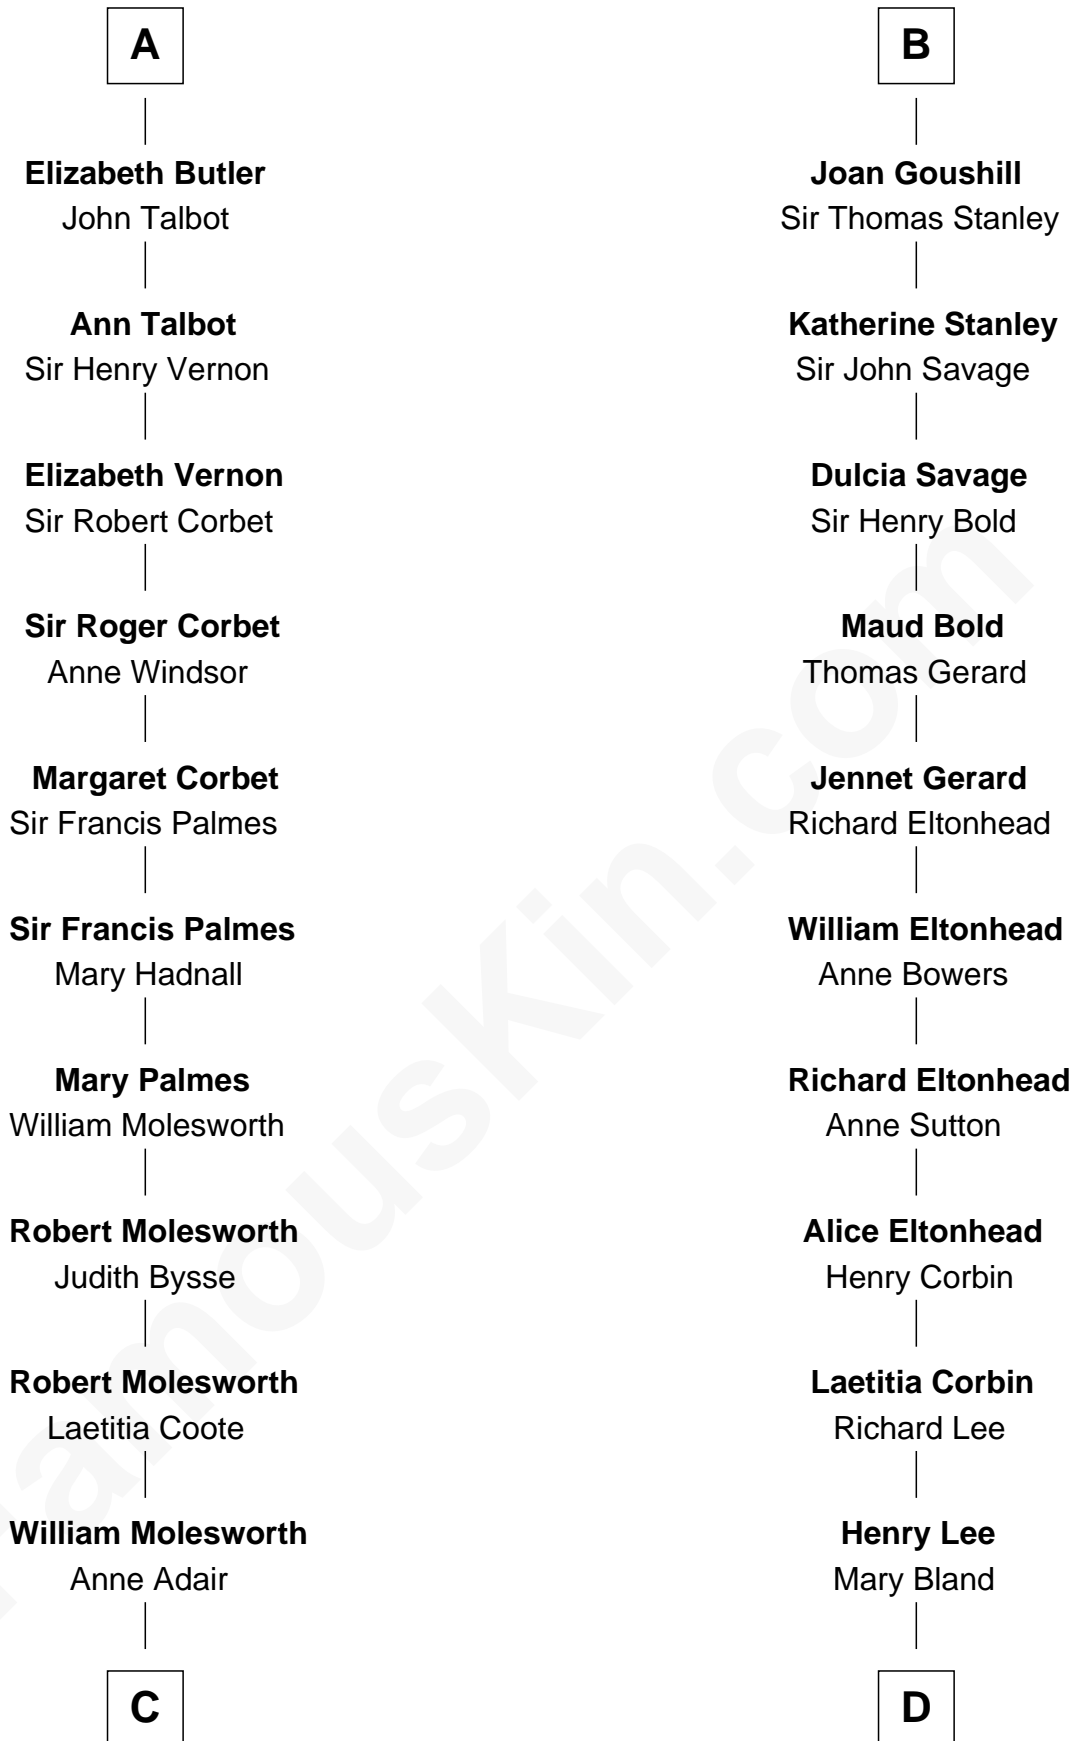 A
Elizabeth Butler
John Talbot
Ann Talbot
Sir Henry Vernon
Elizabeth Vernon
Sir Robert Corbet
Sir Roger Corbet
Anne Windsor
Margaret Corbet
Sir Francis Palmes
Sir Francis Palmes
Mary Hadnall
Mary Palmes
William Molesworth
Robert Molesworth
Judith Bysse
Robert Molesworth
Laetitia Coote
William Molesworth
Anne Adair
C
B
Joan Goushill
Sir Thomas Stanley
Katherine Stanley
Sir John Savage
Dulcia Savage
Sir Henry Bold
Maud Bold
Thomas Gerard
Jennet Gerard
Richard Eltonhead
William Eltonhead
Anne Bowers
Richard Eltonhead
Anne Sutton
Alice Eltonhead
Henry Corbin
Laetitia Corbin
Richard Lee
Henry Lee
Mary Bland
D
FamousKin.com